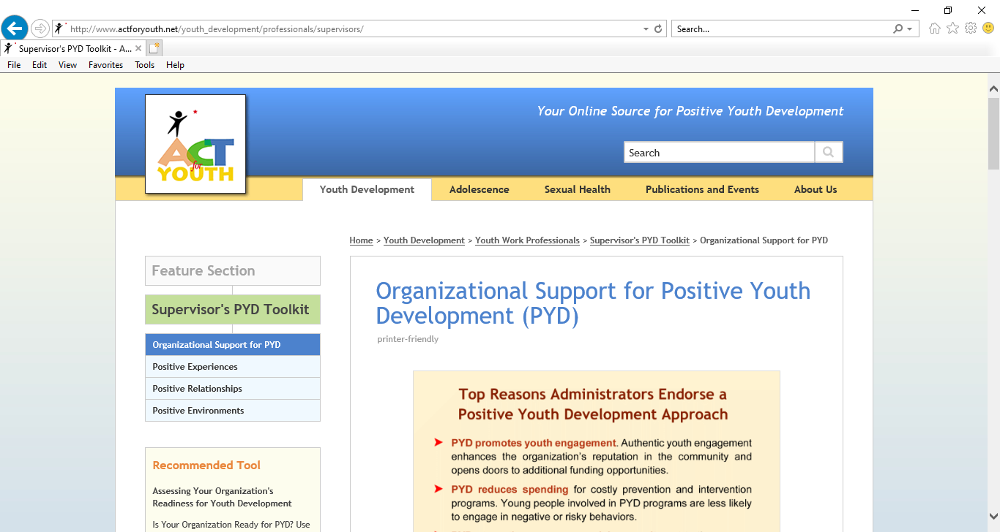 http://www.actforyouth.net/youth_development/professionals/supervisors/
Search...
Supervisor's PYD Toolkit - A...
File Edit View Favorites Tools Help
ACT
for
YOUTH
Your Online Source for Positive Youth Development
Search
Youth Development Adolescence Sexual Health Publications and Events About Us
Home > Youth Development > Youth Work Professionals > Supervisor's PYD Toolkit > Organizational Support for PYD
Feature Section
Supervisor's PYD Toolkit
Organizational Support for PYD
Positive Experiences
Positive Relationships
Positive Environments
Recommended Tool
Assessing Your Organization's
Readiness for Youth Development
Is Your Organization Ready for PYD? Use
Organizational Support for Positive Youth
Development (PYD)
printer-friendly
Top Reasons Administrators Endorse a
Positive Youth Development Approach
➤ PYD promotes youth engagement. Authentic youth engagement
enhances the organization's reputation in the community and
opens doors to additional funding opportunities.
➤ PYD reduces spending for costly prevention and intervention
programs. Young people involved in PYD programs are less likely
to engage in negative or risky behaviors.